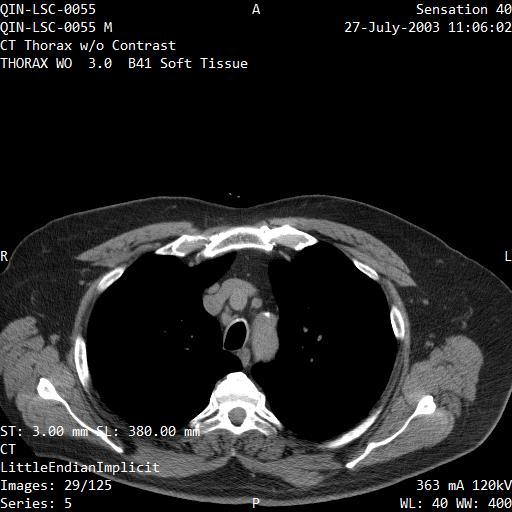 QIN-LSC-0055
A
Sensation 40
QIN-LSC-0055 M
27-July-2003 11:06:02
CT Thorax w/o Contrast
THORAX WO 3.0 B41 Soft Tissue
R
L
ST: 3.00 mm SL: 380.00 mm
CT
LittleEndianImplicit
Images: 29/125
363 mA 120kV
Series: 5
P
WL: 40 WW: 400